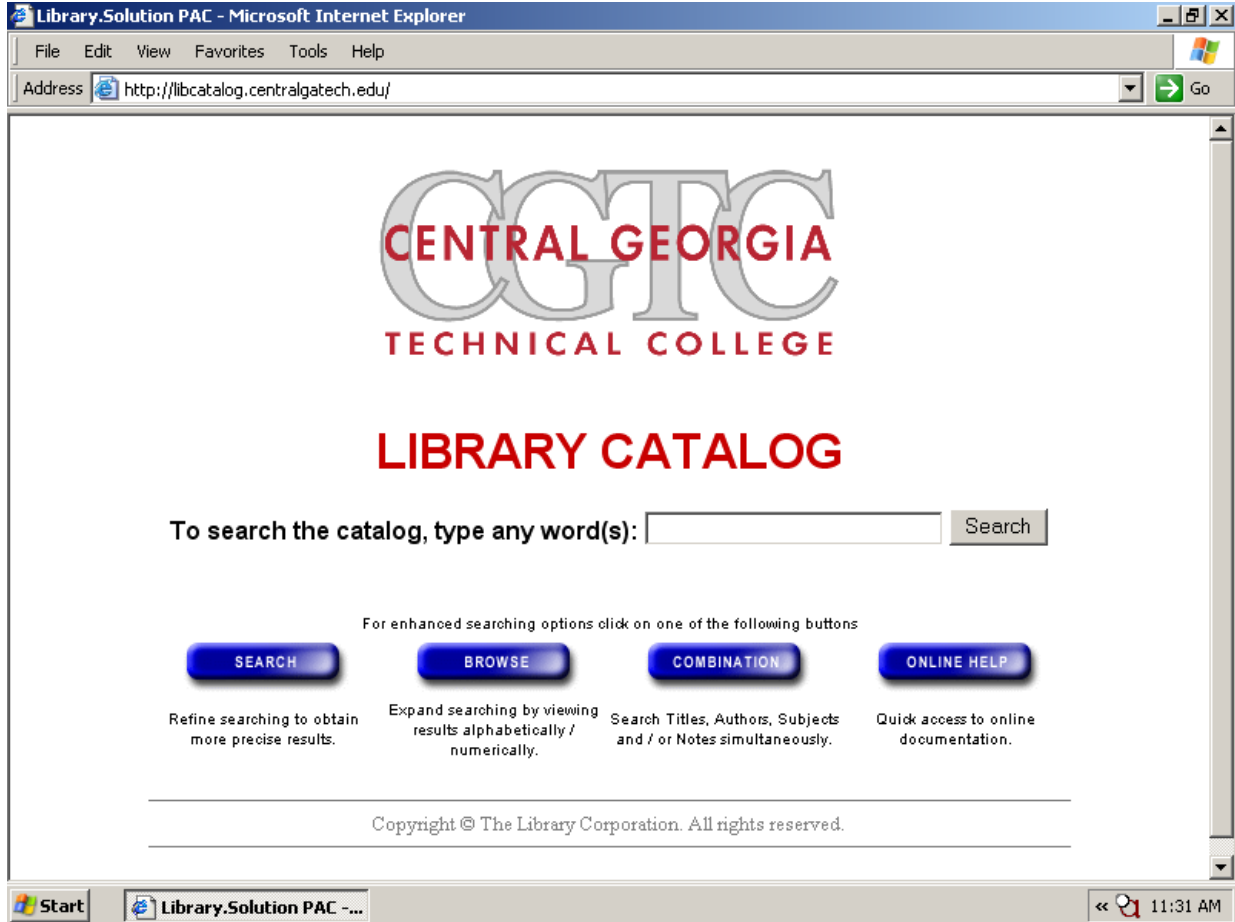 Library.Solution PAC - Microsoft Internet Explorer
File Edit View Favorites Tools Help
Address http://libcatalog.centralgatech.edu/ Go
CGTC
CENTRAL GEORGIA
TECHNICAL COLLEGE
LIBRARY CATALOG
To search the catalog, type any word(s): Search
For enhanced searching options click on one of the following buttons
SEARCH BROWSE COMBINATION ONLINE HELP
Refine searching to obtain
more precise results.
Expand searching by viewing
results alphabetically /
numerically.
Search Titles, Authors, Subjects
and / or Notes simultaneously.
Quick access to online
documentation.
Copyright © The Library Corporation. All rights reserved.
Start Library.Solution PAC -... « 11:31 AM